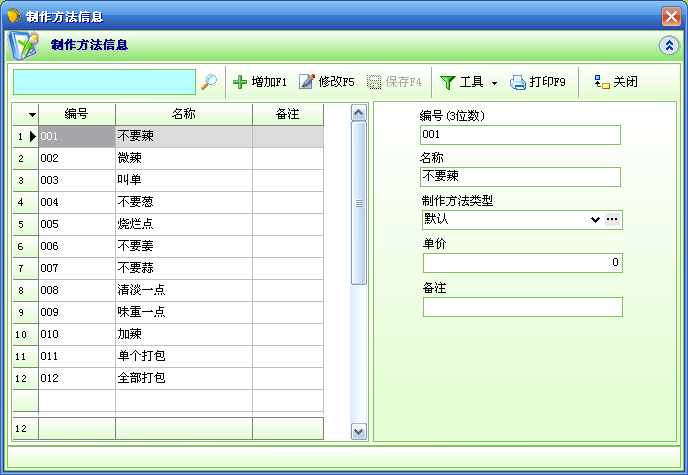 制作方法信息
制作方法信息
增加F1 修改F5 保存F4 工具 打印F9 关闭
编号 名称 备注
1 001 不要辣
2 002 微辣
3 003 叫单
4 004 不要葱
5 005 烧烂点
6 006 不要姜
7 007 不要蒜
8 008 清淡一点
9 009 味重一点
10 010 加辣
11 011 单个打包
12 012 全部打包
12
编号(3位数)
001
名称
不要辣
制作方法类型
默认 ...
单价
0
备注